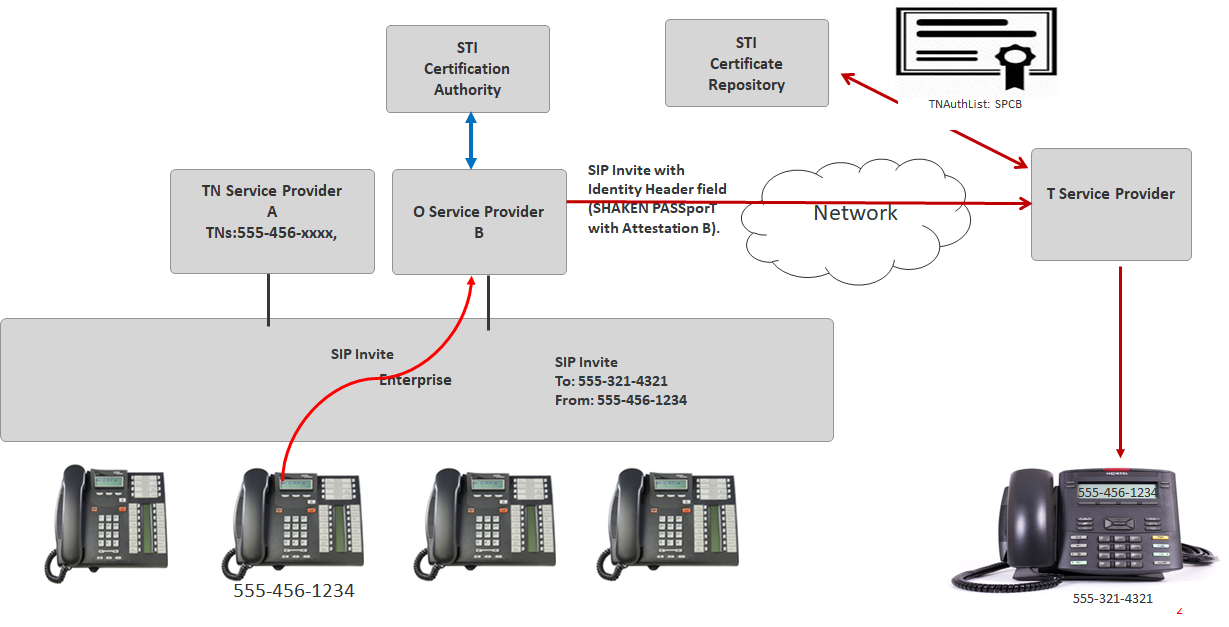 STI
Certification
Authority
STI
Certificate
Repository
TNAuthList: SPCB
TN Service Provider
A
TNs:555-456-xxxx,
O Service Provider
B
SIP Invite with
Identity Header field
(SHAKEN PASSporT
with Attestation B).
Network
T Service Provider
SIP Invite
Enterprise
SIP Invite
To: 555-321-4321
From: 555-456-1234
555-456-1234
NORTEL
555-456-1234
555-321-4321
2